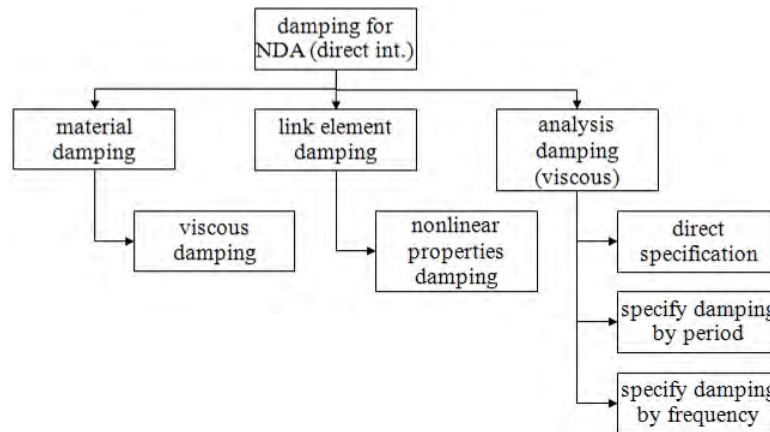 damping for
NDA (direct int.)
material
damping
link element
damping
analysis
damping
(viscous)
viscous
damping
nonlinear
properties
damping
direct
specification
specify damping
by period
specify damping
by frequency